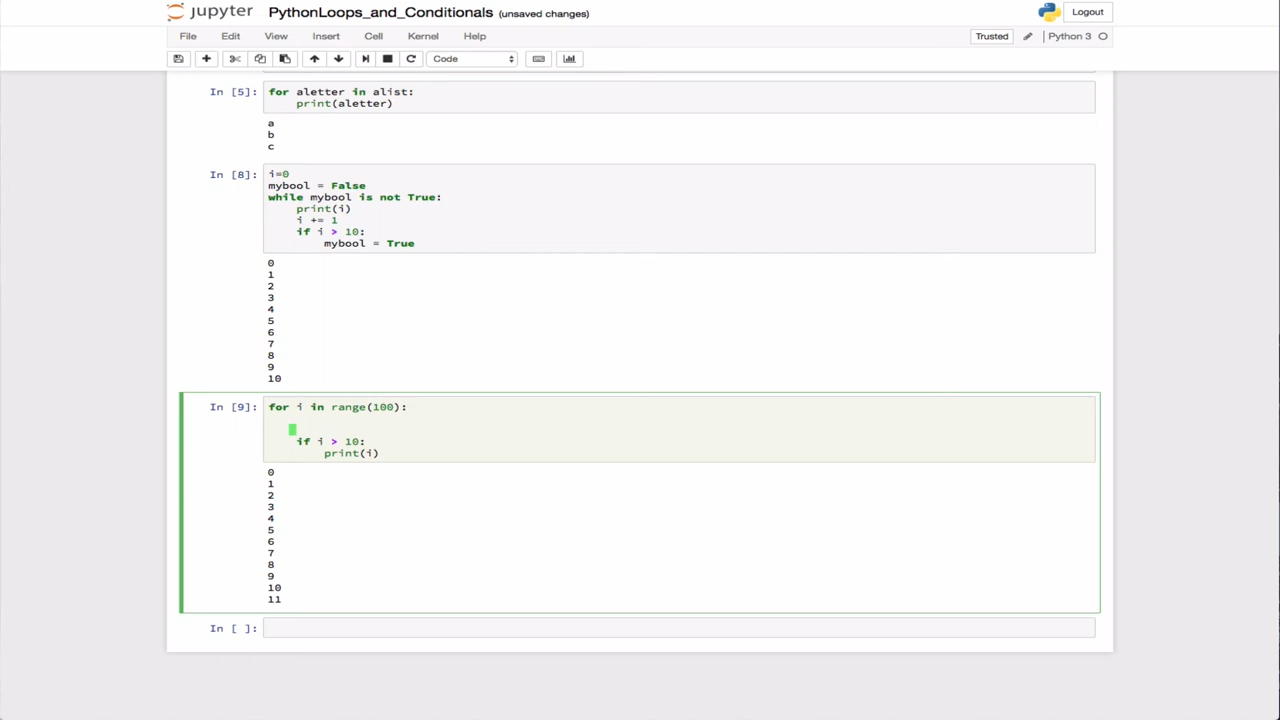 jupyter PythonLoops_and_Conditionals (unsaved changes) Logout
File Edit View Insert Cell Kernel Help Trusted Python 3
Code
In [5]: for aletter in alist:
print(aletter)
a
b
c
In [8]: i=0
mybool = False
while mybool is not True:
print(i)
i += 1
if i > 10:
mybool = True
0
1
2
3
4
5
6
7
8
9
10
In [9]: for i in range(100):
if i > 10:
print(i)
0
1
2
3
4
5
6
7
8
9
10
11
In [ ]: